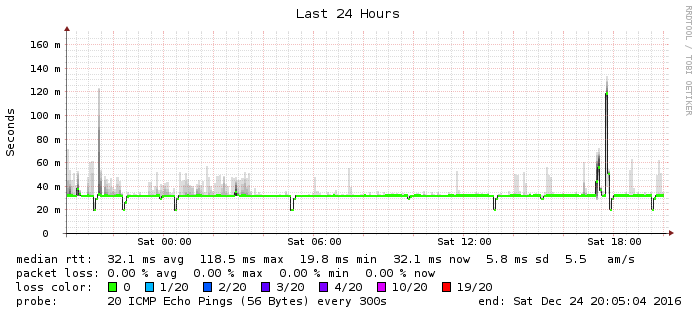 Last 24 Hours
RRDTOOL / TOBI OETIKER
Seconds
160 m
140 m
120 m
100 m
80 m
60 m
40 m
20 m
0
Sat 00:00 Sat 06:00 Sat 12:00 Sat 18:00
median rtt: 32.1 ms avg 118.5 ms max 19.8 ms min 32.1 ms now 5.8 ms sd 5.5 am/s
packet loss: 0.00 % avg 0.00 % max 0.00 % min 0.00 % now
loss color: 0 1/20 2/20 3/20 4/20 10/20 19/20
probe: 20 ICMP Echo Pings (56 Bytes) every 300s end: Sat Dec 24 20:05:04 2016